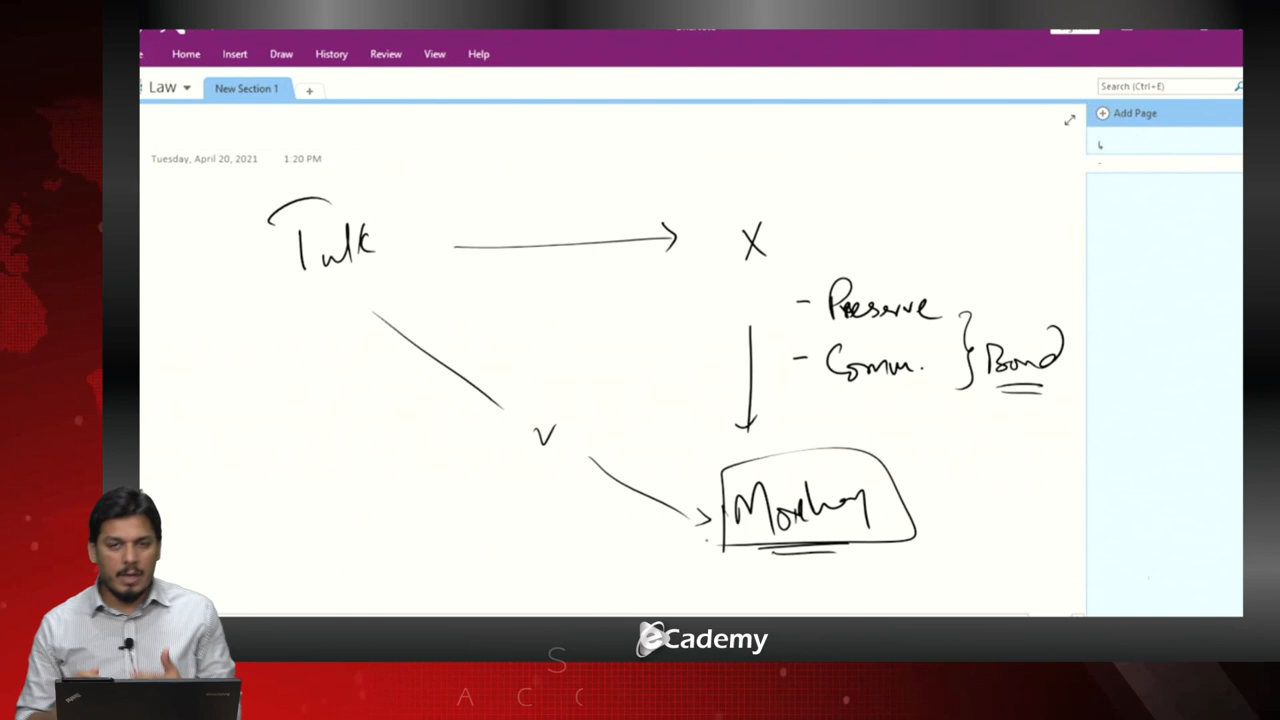 Home Insert Draw History Review View Help
Law New Section 1 +
Search (Ctrl+E)
Add Page
Tuesday, April 20, 2021 1:20 PM
Tulk X
- Preserve
- Comm. } Bond
v
Moxhay
eCademy
S
A C